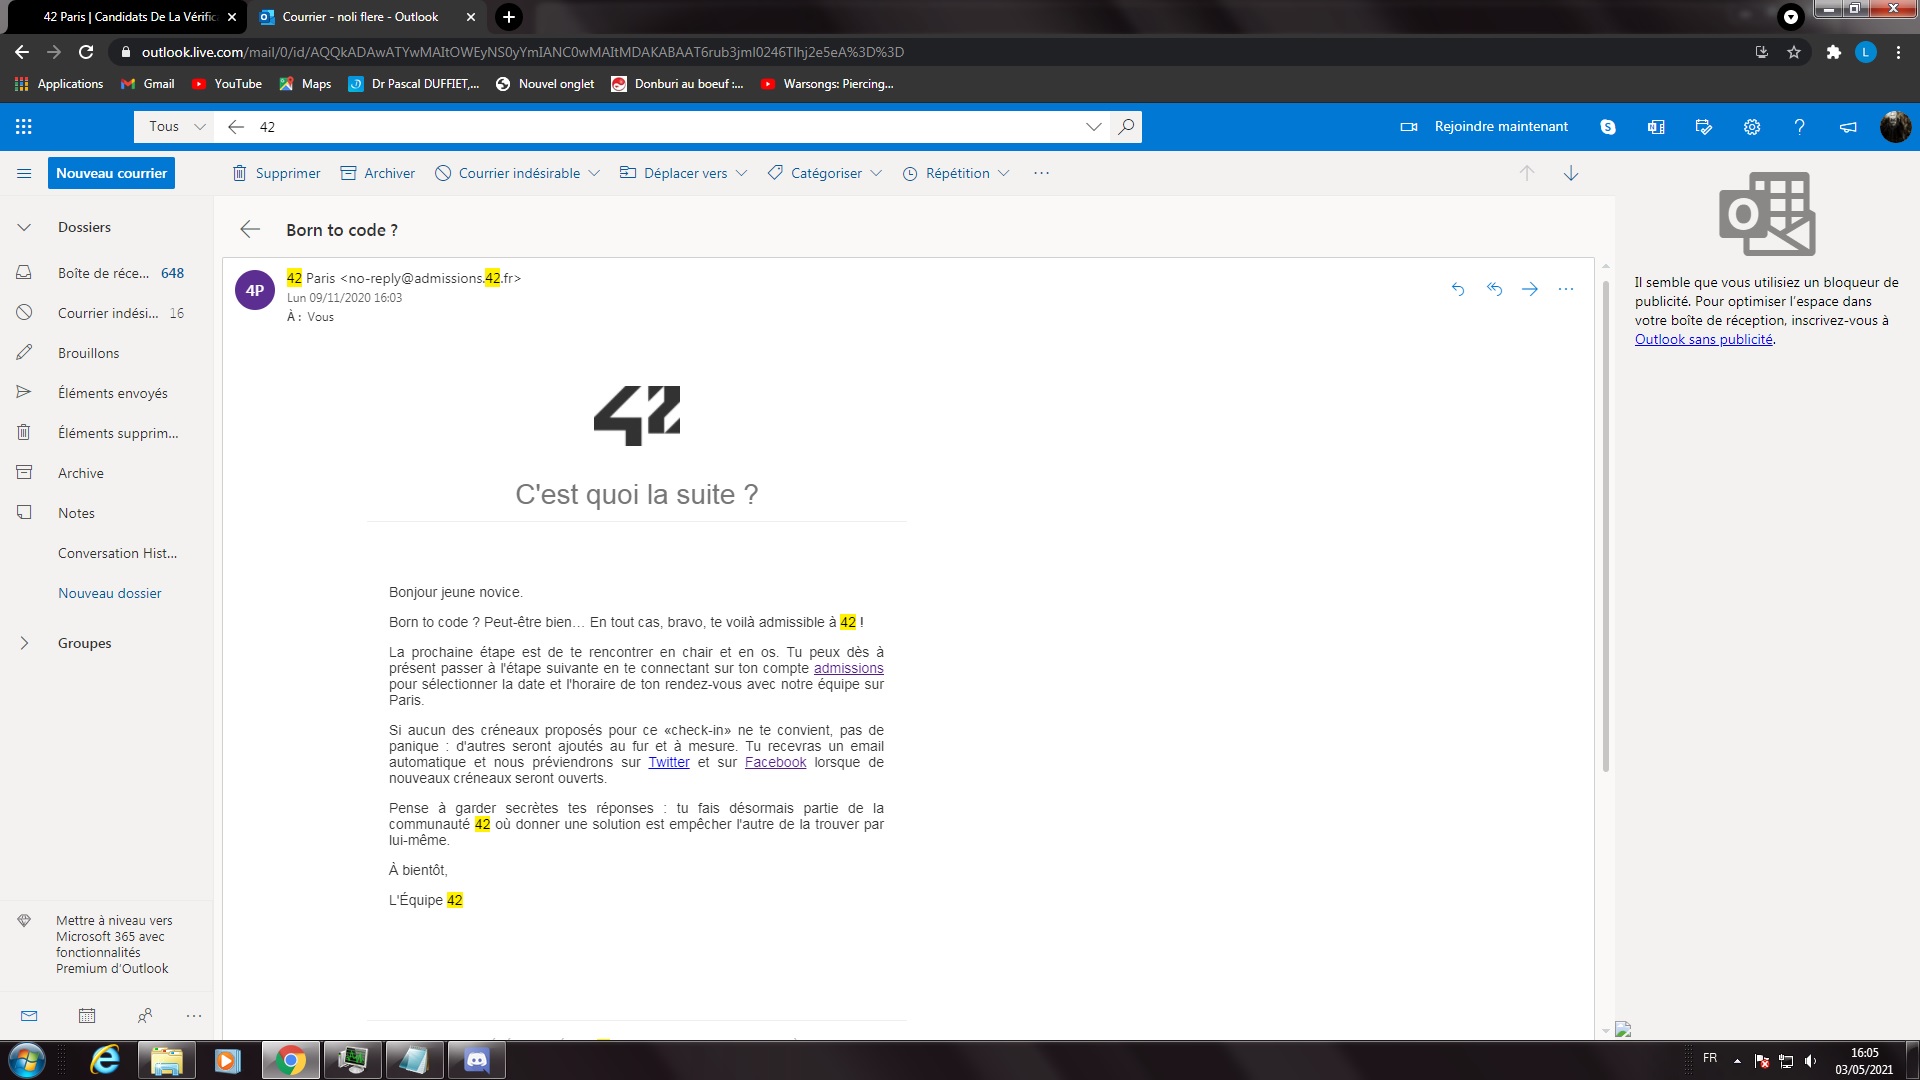 42 Paris | Candidats De La Vérific
Courrier - noli flere - Outlook
outlook.live.com/mail/0/id/AQQkADAwATYwMAItOWEyNS0yYmIANC0wMAItMDAKABAAT6rub3jml0246Tlhj2e5eA%3D%3D
L
Applications
Gmail
YouTube
Maps
Dr Pascal DUFFIET,...
Nouvel onglet
Donburi au boeuf :...
Warsongs: Piercing...
Tous
42
Rejoindre maintenant
Nouveau courrier
Supprimer
Archiver
Courrier indésirable
Déplacer vers
Catégoriser
Répétition
Dossiers
Boîte de réce... 648
Courrier indési... 16
Brouillons
Éléments envoyés
Éléments supprim...
Archive
Notes
Conversation Hist...
Nouveau dossier
Groupes
Mettre à niveau vers
Microsoft 365 avec
fonctionnalités
Premium d'Outlook
Born to code ?
4P
42 Paris <no-reply@admissions.42.fr>
Lun 09/11/2020 16:03
À : Vous
42
C'est quoi la suite ?
Bonjour jeune novice.
Born to code ? Peut-être bien… En tout cas, bravo, te voilà admissible à 42 !
La prochaine étape est de te rencontrer en chair et en os. Tu peux dès à
présent passer à l'étape suivante en te connectant sur ton compte admissions
pour sélectionner la date et l'horaire de ton rendez-vous avec notre équipe sur
Paris.
Si aucun des créneaux proposés pour ce «check-in» ne te convient, pas de
panique : d'autres seront ajoutés au fur et à mesure. Tu recevras un email
automatique et nous préviendrons sur Twitter et sur Facebook lorsque de
nouveaux créneaux seront ouverts.
Pense à garder secrètes tes réponses : tu fais désormais partie de la
communauté 42 où donner une solution est empêcher l'autre de la trouver par
lui-même.
À bientôt,
L'Équipe 42
Il semble que vous utilisiez un bloqueur de
publicité. Pour optimiser l'espace dans
votre boîte de réception, inscrivez-vous à
Outlook sans publicité.
FR
16:05
03/05/2021